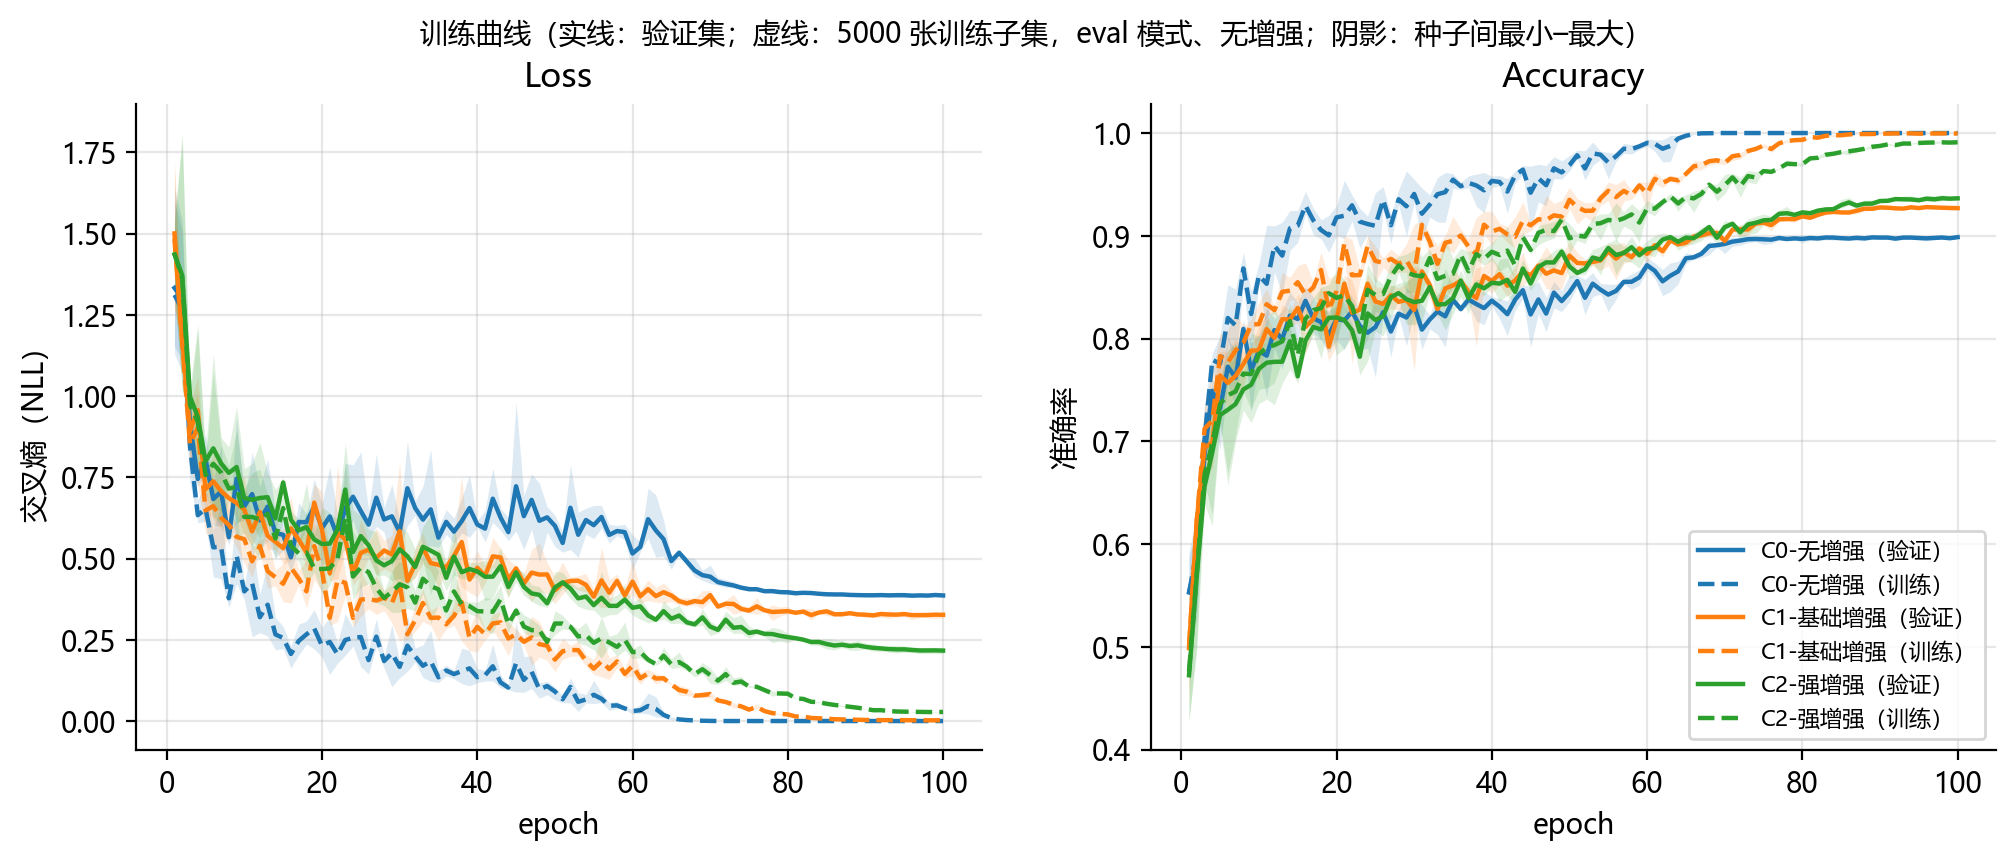 训练曲线（实线：验证集；虚线：5000 张训练子集，eval 模式、无增强；阴影：种子间最小–最大）
Loss
交叉熵（NLL）
1.75
1.50
1.25
1.00
0.75
0.50
0.25
0.00
0 20 40 60 80 100
epoch
Accuracy
准确率
1.0
0.9
0.8
0.7
0.6
0.5
0.4
0 20 40 60 80 100
epoch
C0-无增强（验证）
C0-无增强（训练）
C1-基础增强（验证）
C1-基础增强（训练）
C2-强增强（验证）
C2-强增强（训练）